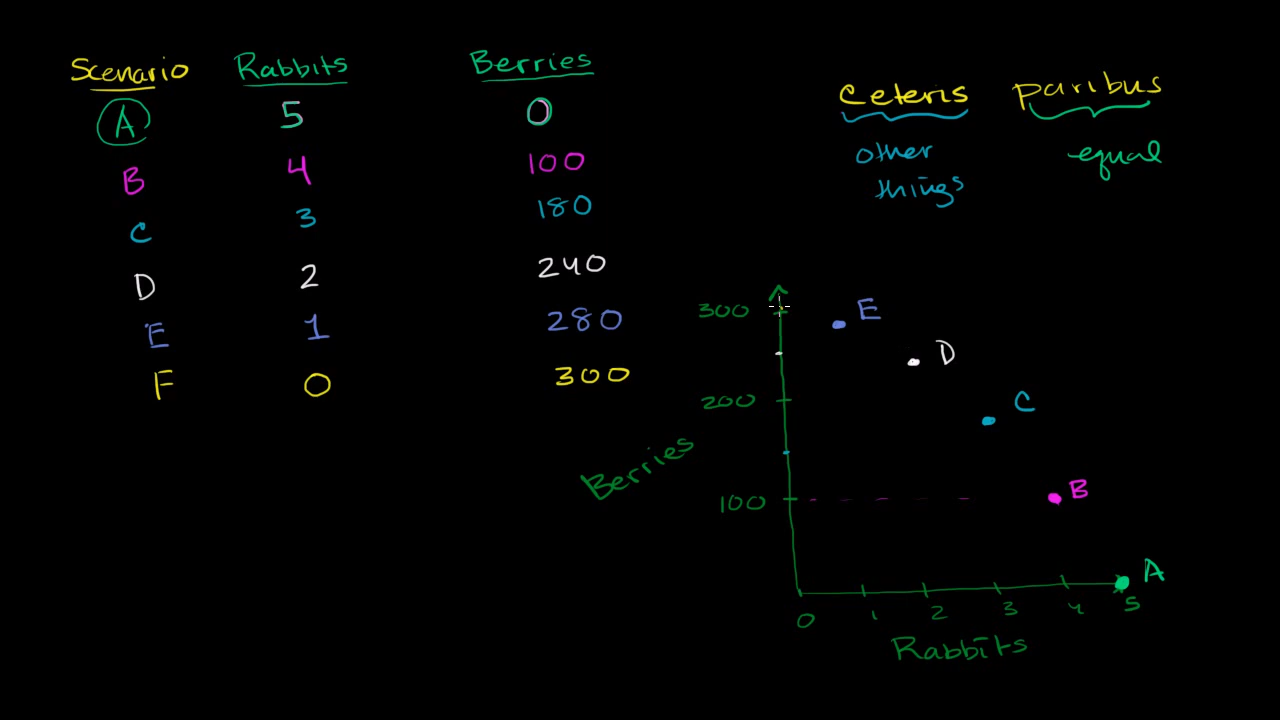 Scenario Rabbits Berries
A 5 0
B 4 100
C 3 180
D 2 240
E 1 280
F 0 300
Ceteris paribus
other equal
things
300
200
100
Berries
E
D
C
B
A
0 1 2 3 4 5
Rabbits